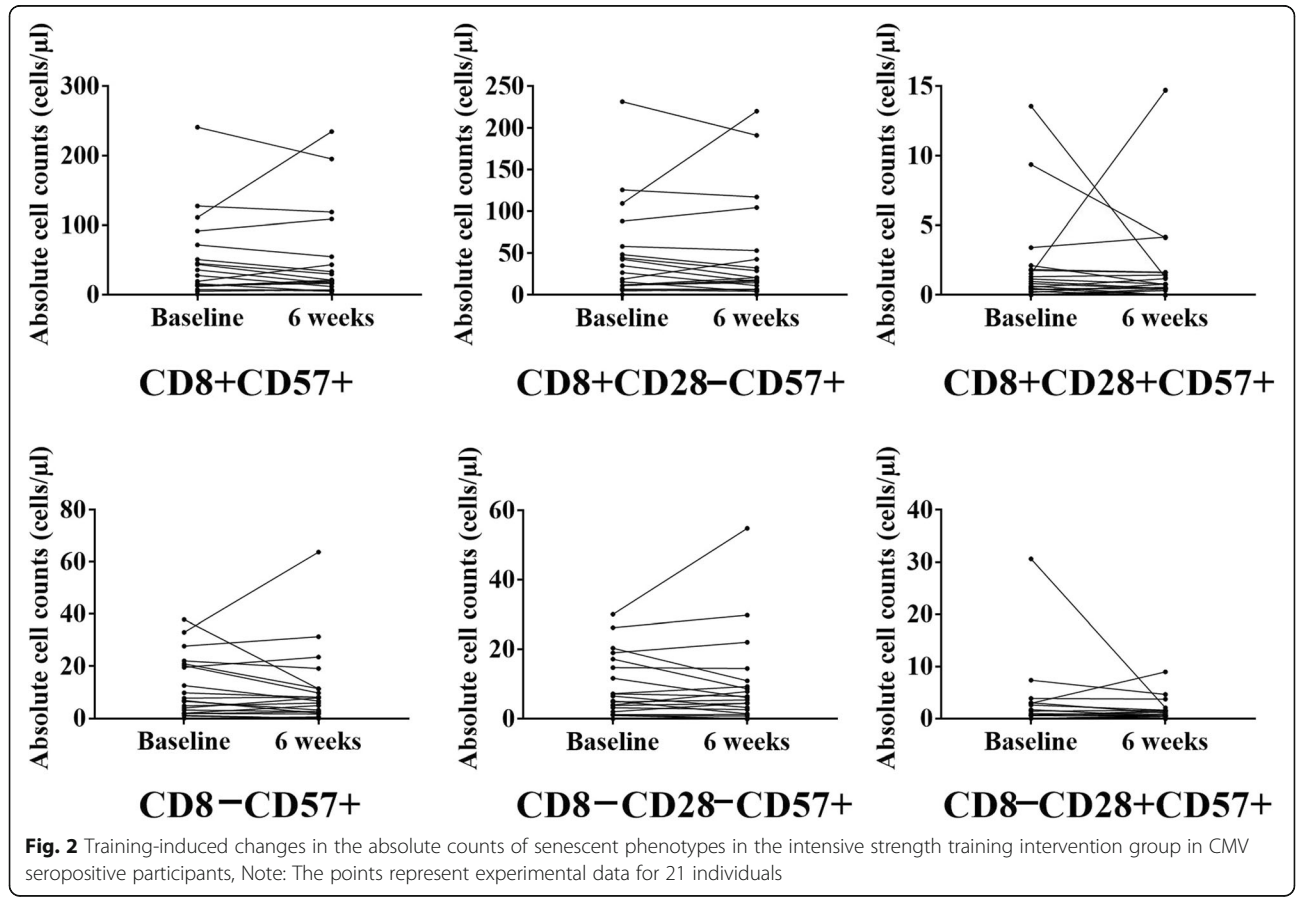 Absolute cell counts (cells/µl)
300
200
100
0
Baseline 6 weeks
CD8+CD57+
Absolute cell counts (cells/µl)
250
200
150
100
50
0
Baseline 6 weeks
CD8+CD28–CD57+
Absolute cell counts (cells/µl)
15
10
5
0
Baseline 6 weeks
CD8+CD28+CD57+
Absolute cell counts (cells/µl)
80
60
40
20
0
Baseline 6 weeks
CD8–CD57+
Absolute cell counts (cells/µl)
60
40
20
0
Baseline 6 weeks
CD8–CD28–CD57+
Absolute cell counts (cells/µl)
40
30
20
10
0
Baseline 6 weeks
CD8–CD28+CD57+
Fig. 2 Training-induced changes in the absolute counts of senescent phenotypes in the intensive strength training intervention group in CMV
seropositive participants, Note: The points represent experimental data for 21 individuals